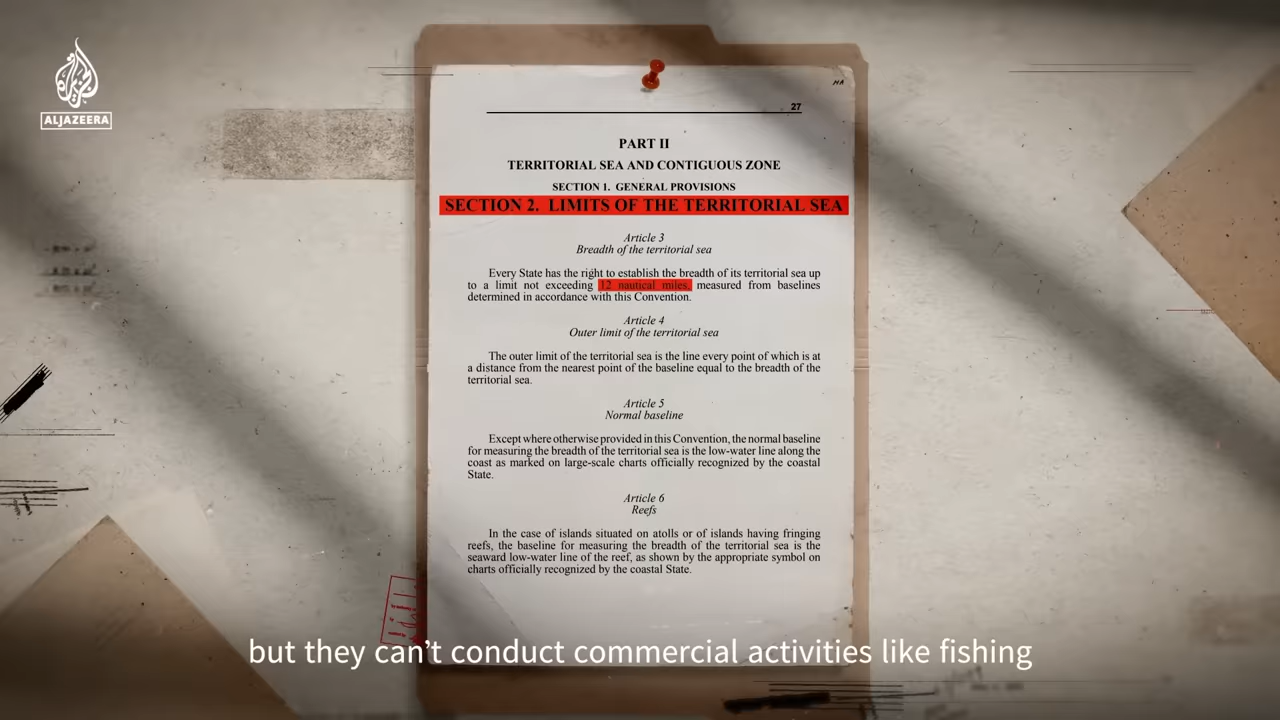 ALJAZEERA
27
PART II
TERRITORIAL SEA AND CONTIGUOUS ZONE
SECTION 1. GENERAL PROVISIONS
SECTION 2. LIMITS OF THE TERRITORIAL SEA
Article 3
Breadth of the territorial sea
Every State has the right to establish the breadth of its territorial sea up
to a limit not exceeding 12 nautical miles, measured from baselines
determined in accordance with this Convention.
Article 4
Outer limit of the territorial sea
The outer limit of the territorial sea is the line every point of which is at
a distance from the nearest point of the baseline equal to the breadth of the
territorial sea.
Article 5
Normal baseline
Except where otherwise provided in this Convention, the normal baseline
for measuring the breadth of the territorial sea is the low-water line along the
coast as marked on large-scale charts officially recognized by the coastal
State.
Article 6
Reefs
In the case of islands situated on atolls or of islands having fringing
reefs, the baseline for measuring the breadth of the territorial sea is the
seaward low-water line of the reef, as shown by the appropriate symbol on
charts officially recognized by the coastal State.
but they can't conduct commercial activities like fishing